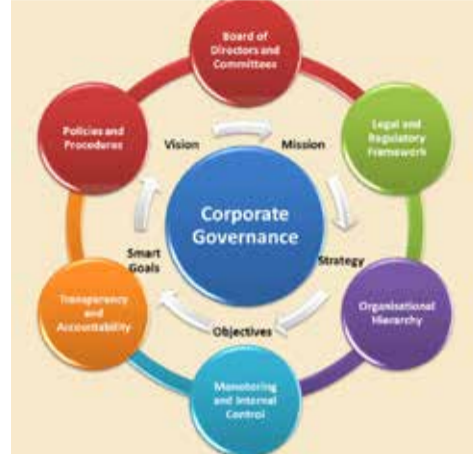 Board of
Directors and
Committees
Legal and
Regulatory
Framework
Organisational
Hierarchy
Monotoring
and Internal
Control
Transparency
and
Accountability
Policies and
Procedures
Vision
Mission
Strategy
Objectives
Smart
Goals
Corporate
Governance